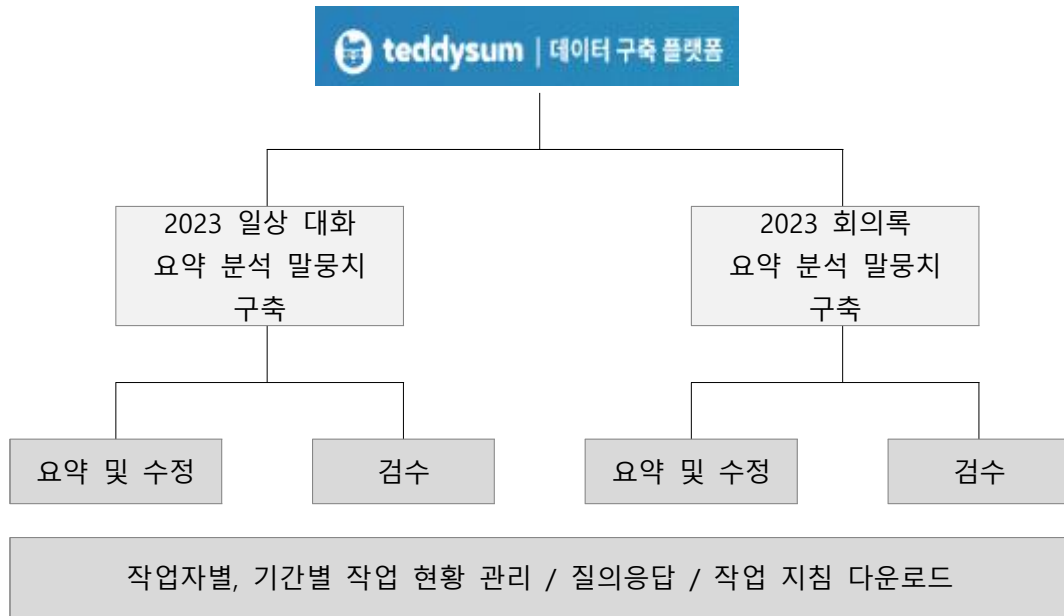 teddysum | 데이터 구축 플랫폼
2023 일상 대화
요약 분석 말뭉치
구축
2023 회의록
요약 분석 말뭉치
구축
요약 및 수정
검수
요약 및 수정
검수
작업자별, 기간별 작업 현황 관리 / 질의응답 / 작업 지침 다운로드